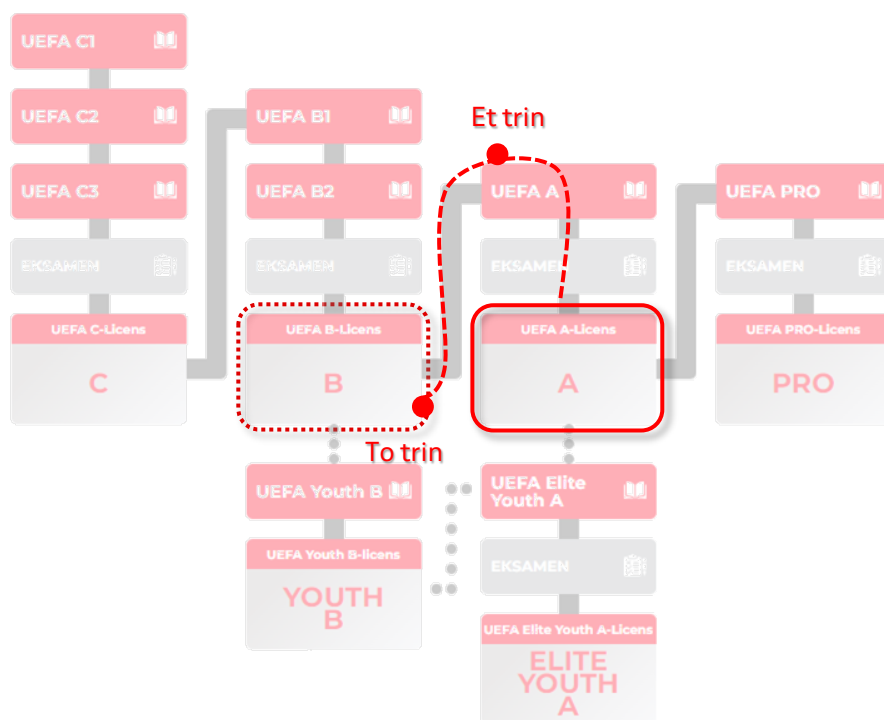 UEFA C1
UEFA C2
UEFA C3
EKSAMEN
UEFA C-Licens
C
UEFA B1
UEFA B2
EKSAMEN
UEFA B-Licens
B
To trin
UEFA Youth B
UEFA Youth B-licens
YOUTH
B
Et trin
UEFA A
EKSAMEN
UEFA A-Licens
A
UEFA Elite
Youth A
EKSAMEN
UEFA Elite Youth A-Licens
ELITE
YOUTH
A
UEFA PRO
EKSAMEN
UEFA PRO-Licens
PRO